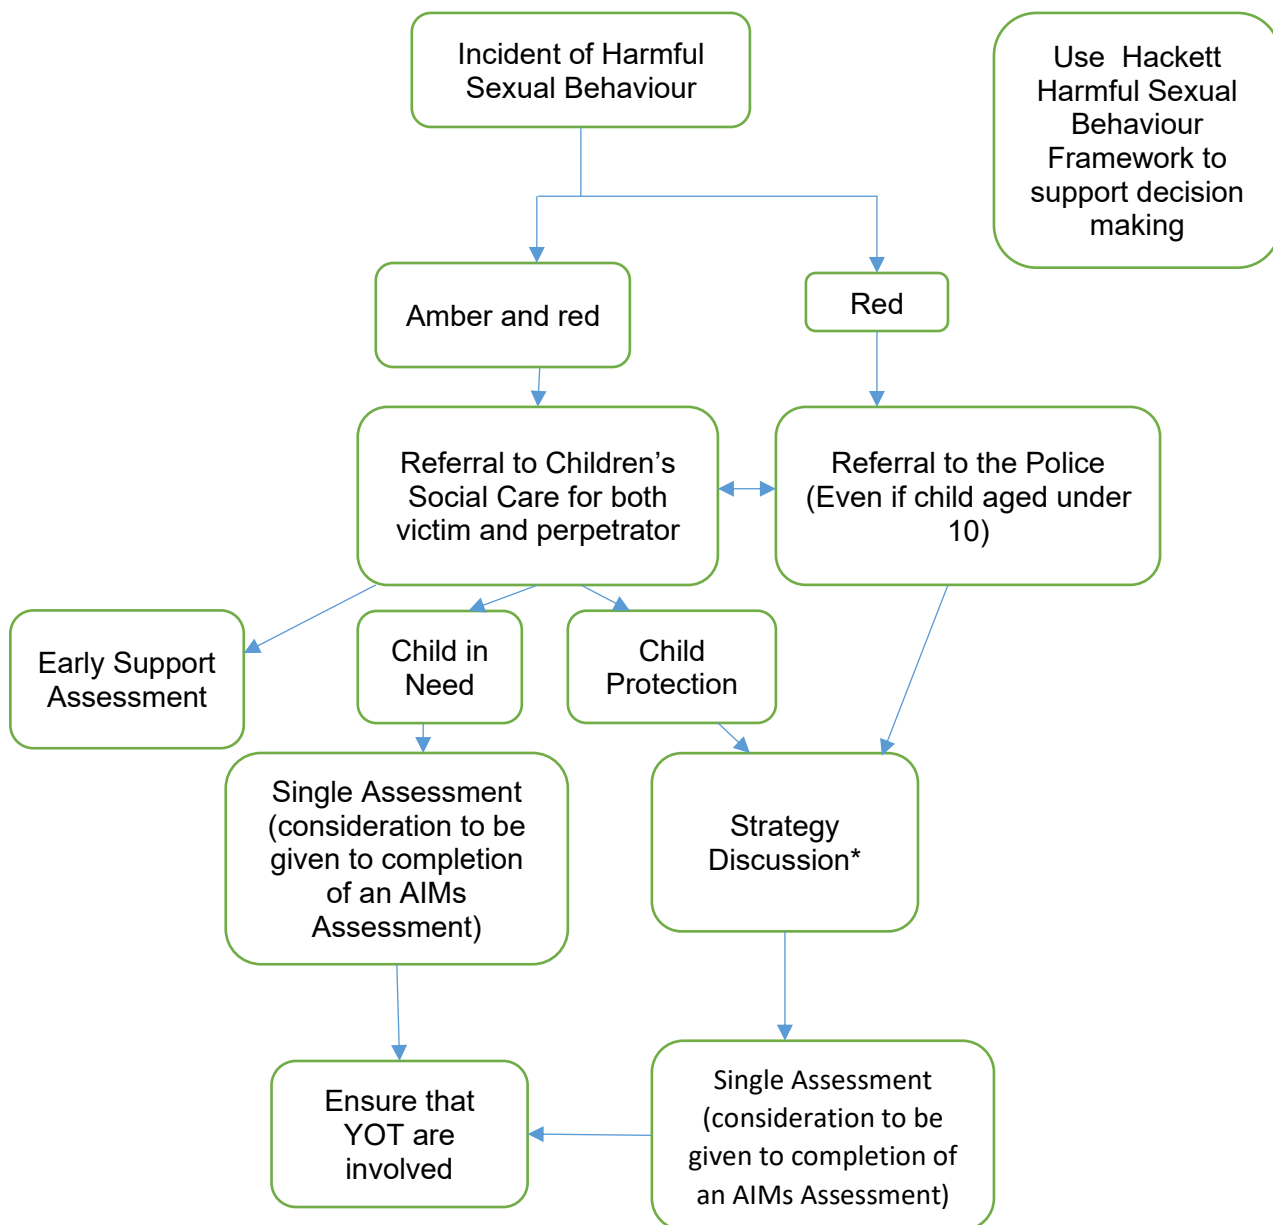 Incident of Harmful
Sexual Behaviour
Use Hackett
Harmful Sexual
Behaviour
Framework to
support decision
making
Amber and red
Red
Referral to Children’s
Social Care for both
victim and perpetrator
Referral to the Police
(Even if child aged under
10)
Early Support
Assessment
Child in
Need
Child
Protection
Single Assessment
(consideration to be
given to completion
of an AIMs
Assessment)
Strategy
Discussion*
Ensure that
YOT are
involved
Single Assessment
(consideration to be
given to completion of
an AIMs Assessment)